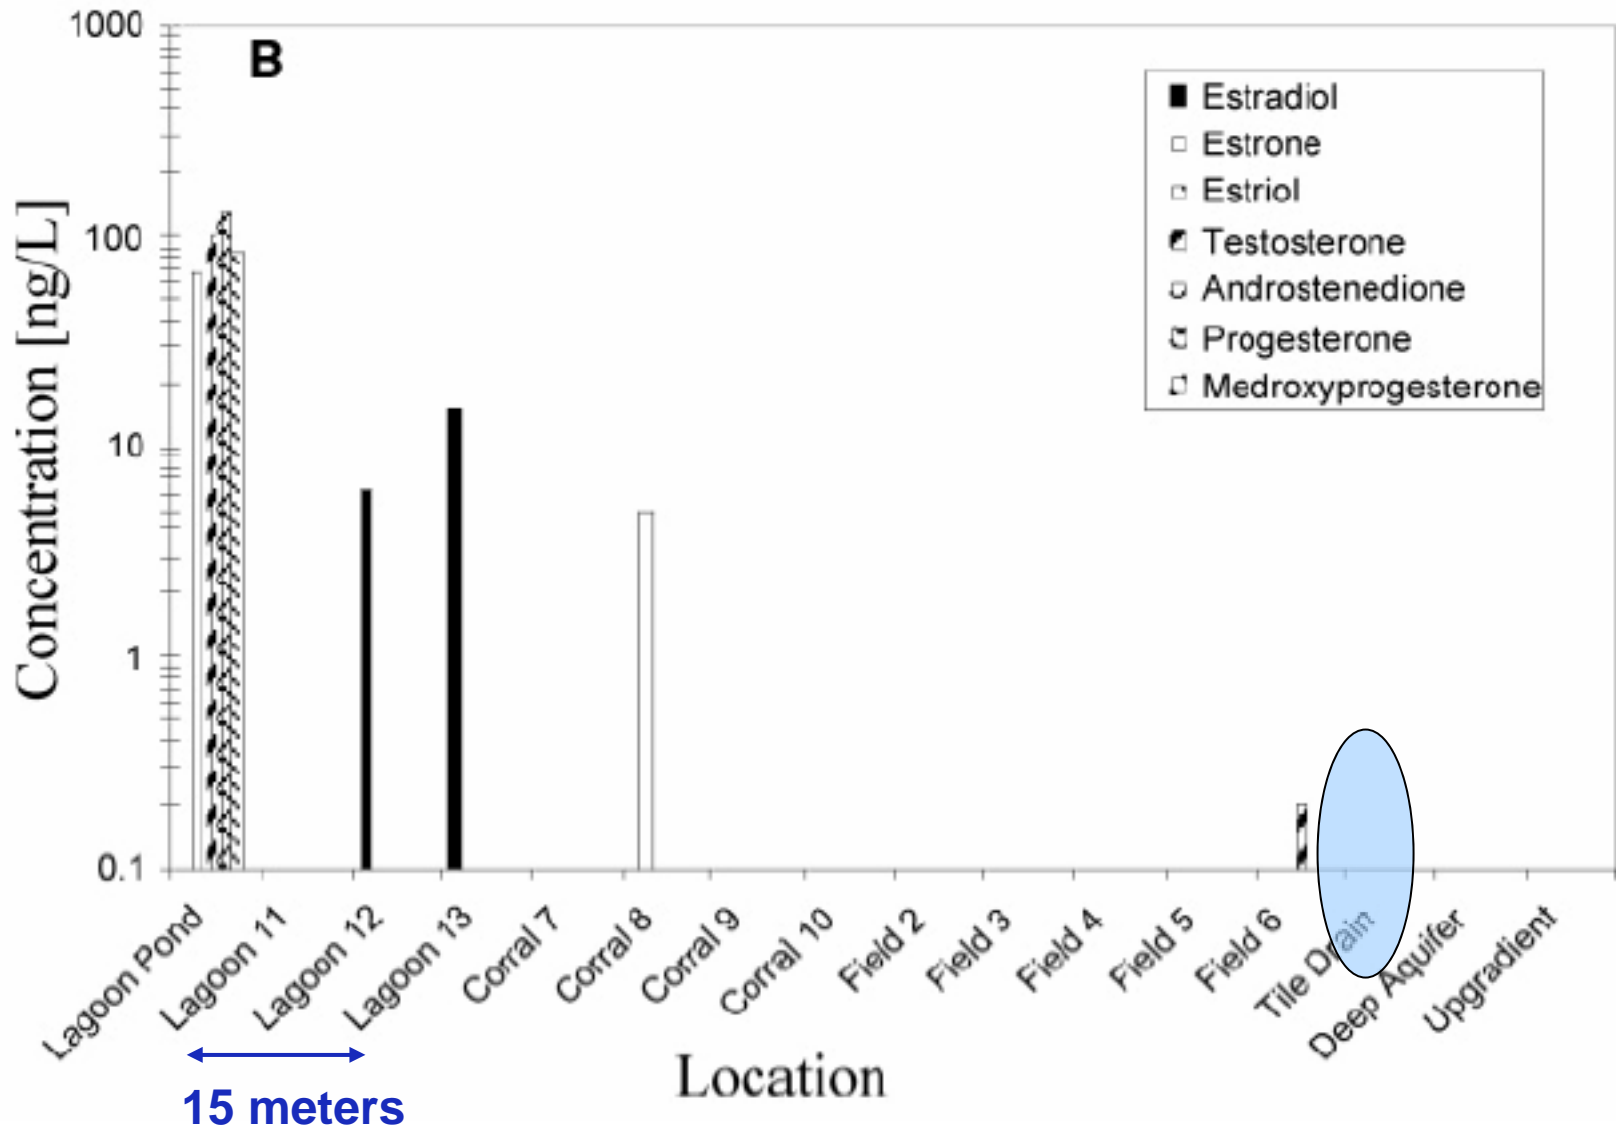 B
1000
100
10
1
0.1
Concentration [ng/L]
Estradiol
Estrone
Estriol
Testosterone
Androstenedione
Progesterone
Medroxyprogesterone
Lagoon Pond
Lagoon 11
Lagoon 12
Lagoon 13
Corral 7
Corral 8
Corral 9
Corral 10
Field 2
Field 3
Field 4
Field 5
Field 6
Tile Drain
Deep Aquifer
Upgradient
Location
15 meters